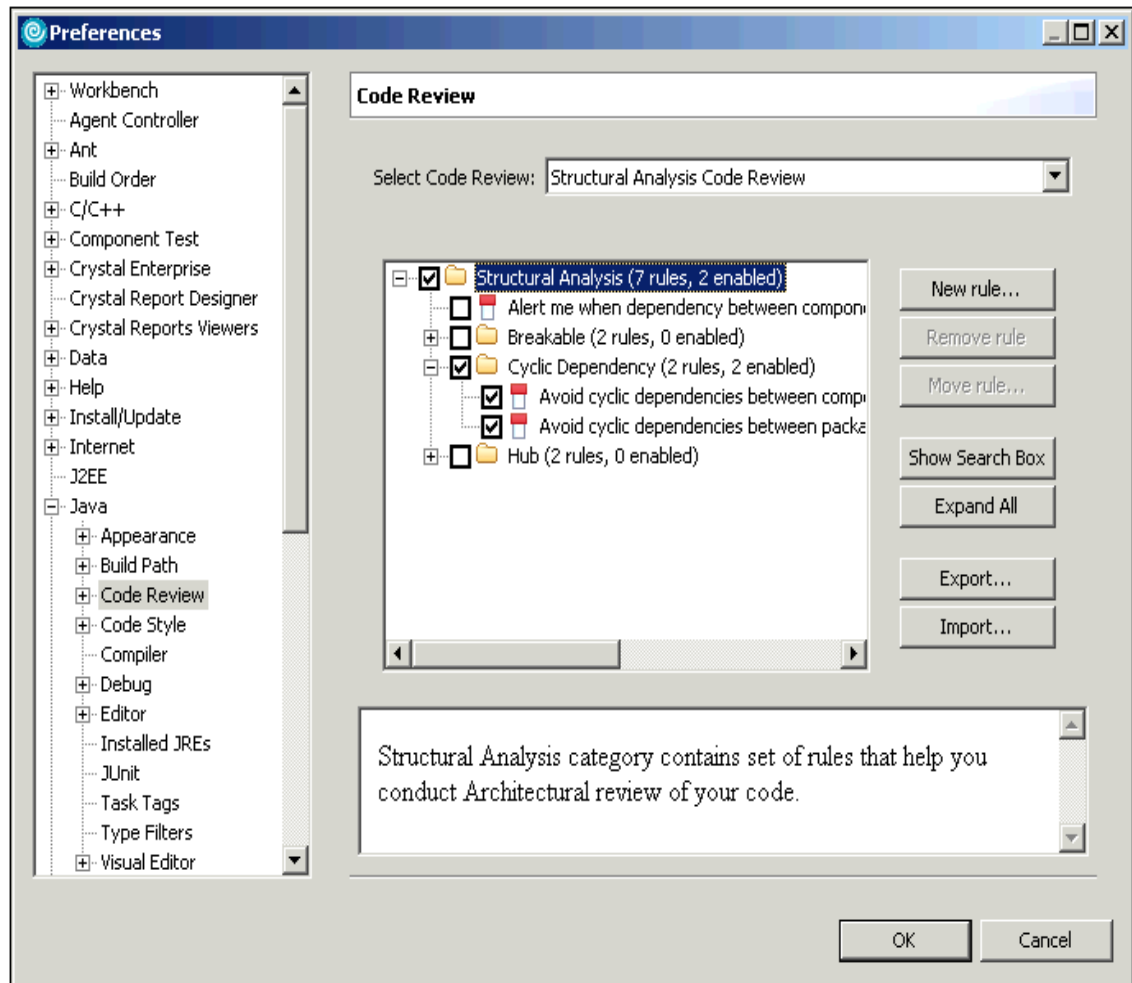 Preferences
Workbench
Agent Controller
Ant
Build Order
C/C++
Component Test
Crystal Enterprise
Crystal Report Designer
Crystal Reports Viewers
Data
Help
Install/Update
Internet
J2EE
Java
Appearance
Build Path
Code Review
Code Style
Compiler
Debug
Editor
Installed JREs
JUnit
Task Tags
Type Filters
Visual Editor
Code Review
Select Code Review: Structural Analysis Code Review
Structural Analysis (7 rules, 2 enabled)
Alert me when dependency between compon
Breakable (2 rules, 0 enabled)
Cyclic Dependency (2 rules, 2 enabled)
Avoid cyclic dependencies between comp
Avoid cyclic dependencies between packa
Hub (2 rules, 0 enabled)
New rule...
Remove rule
Move rule...
Show Search Box
Expand All
Export...
Import...
Structural Analysis category contains set of rules that help you
conduct Architectural review of your code.
OK
Cancel